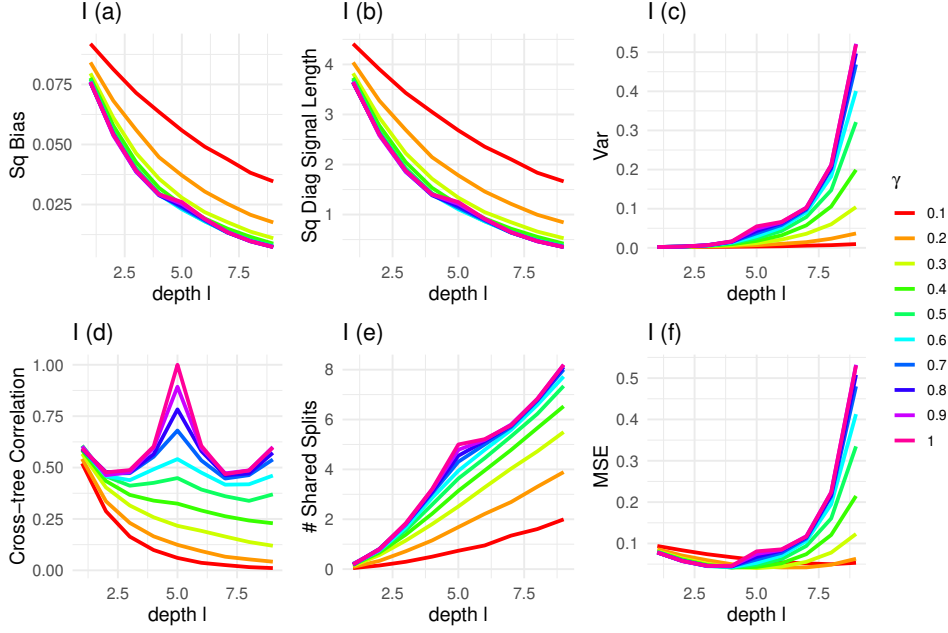 I (a)
Sq Bias
0.075
0.050
0.025
2.5 5.0 7.5
depth l
I (b)
Sq Diag Signal Length
4
3
2
1
2.5 5.0 7.5
depth l
I (c)
Var
0.5
0.4
0.3
0.2
0.1
0.0
2.5 5.0 7.5
depth l
I (d)
Cross−tree Correlation
1.00
0.75
0.50
0.25
0.00
2.5 5.0 7.5
depth l
I (e)
# Shared Splits
8
6
4
2
0
2.5 5.0 7.5
depth l
I (f)
MSE
0.5
0.4
0.3
0.2
0.1
2.5 5.0 7.5
depth l
γ
0.1
0.2
0.3
0.4
0.5
0.6
0.7
0.8
0.9
1